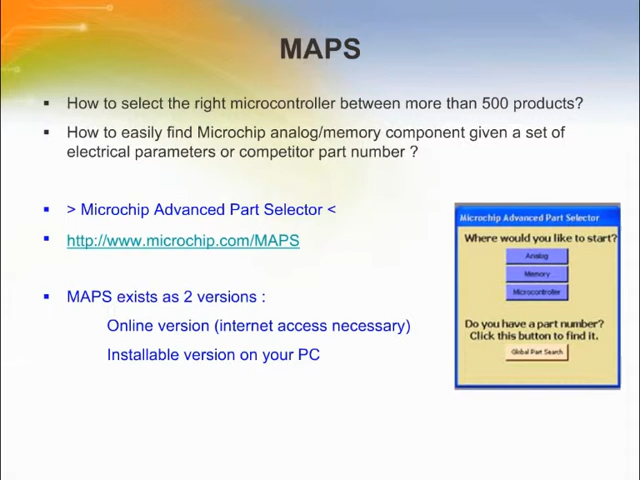 MAPS
How to select the right microcontroller between more than 500 products?
How to easily find Microchip analog/memory component given a set of
electrical parameters or competitor part number ?
> Microchip Advanced Part Selector <
http://www.microchip.com/MAPS
MAPS exists as 2 versions :
Online version (internet access necessary)
Installable version on your PC
Microchip Advanced Part Selector
Where would you like to start?
Analog
Memory
Microcontroller
Do you have a part number?
Click this button to find it.
Global Part Search